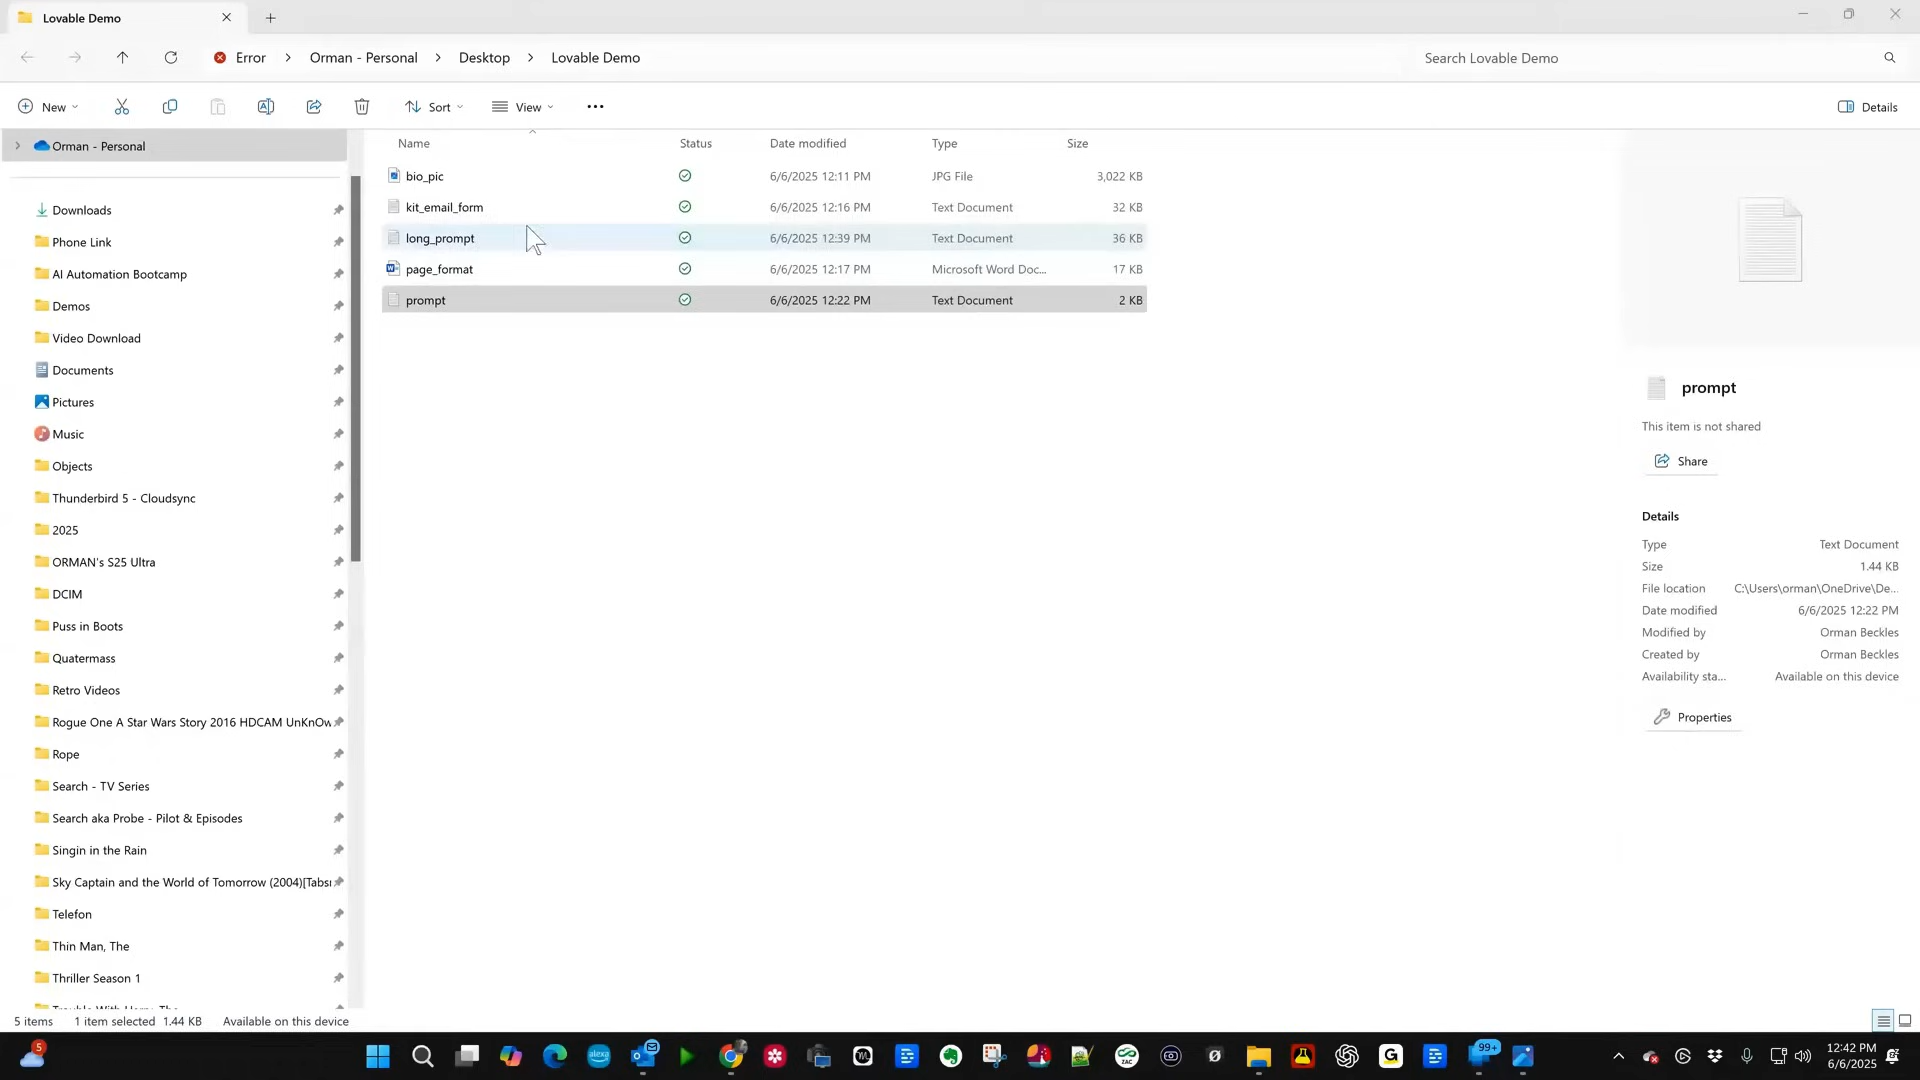 Lovable Demo
Error > Orman - Personal > Desktop > Lovable Demo
Search Lovable Demo
New
Sort
View
Details
Orman - Personal
Downloads
Phone Link
AI Automation Bootcamp
Demos
Video Download
Documents
Pictures
Music
Objects
Thunderbird 5 - Cloudsync
2025
ORMAN's S25 Ultra
DCIM
Puss in Boots
Quatermass
Retro Videos
Rogue One A Star Wars Story 2016 HDCAM UnKnOw
Rope
Search - TV Series
Search aka Probe - Pilot & Episodes
Singin in the Rain
Sky Captain and the World of Tomorrow (2004)[Tabs
Telefon
Thin Man, The
Thriller Season 1
Name Status Date modified Type Size
bio_pic 6/6/2025 12:11 PM JPG File 3,022 KB
kit_email_form 6/6/2025 12:16 PM Text Document 32 KB
long_prompt 6/6/2025 12:39 PM Text Document 36 KB
page_format 6/6/2025 12:17 PM Microsoft Word Doc... 17 KB
prompt 6/6/2025 12:22 PM Text Document 2 KB
prompt
This item is not shared
Share
Details
Type Text Document
Size 1.44 KB
File location C:\Users\orman\OneDrive\De...
Date modified 6/6/2025 12:22 PM
Modified by Orman Beckles
Created by Orman Beckles
Availability sta... Available on this device
Properties
5 items 1 item selected 1.44 KB Available on this device
5
alexa
ZAC
G
99+
12:42 PM
6/6/2025